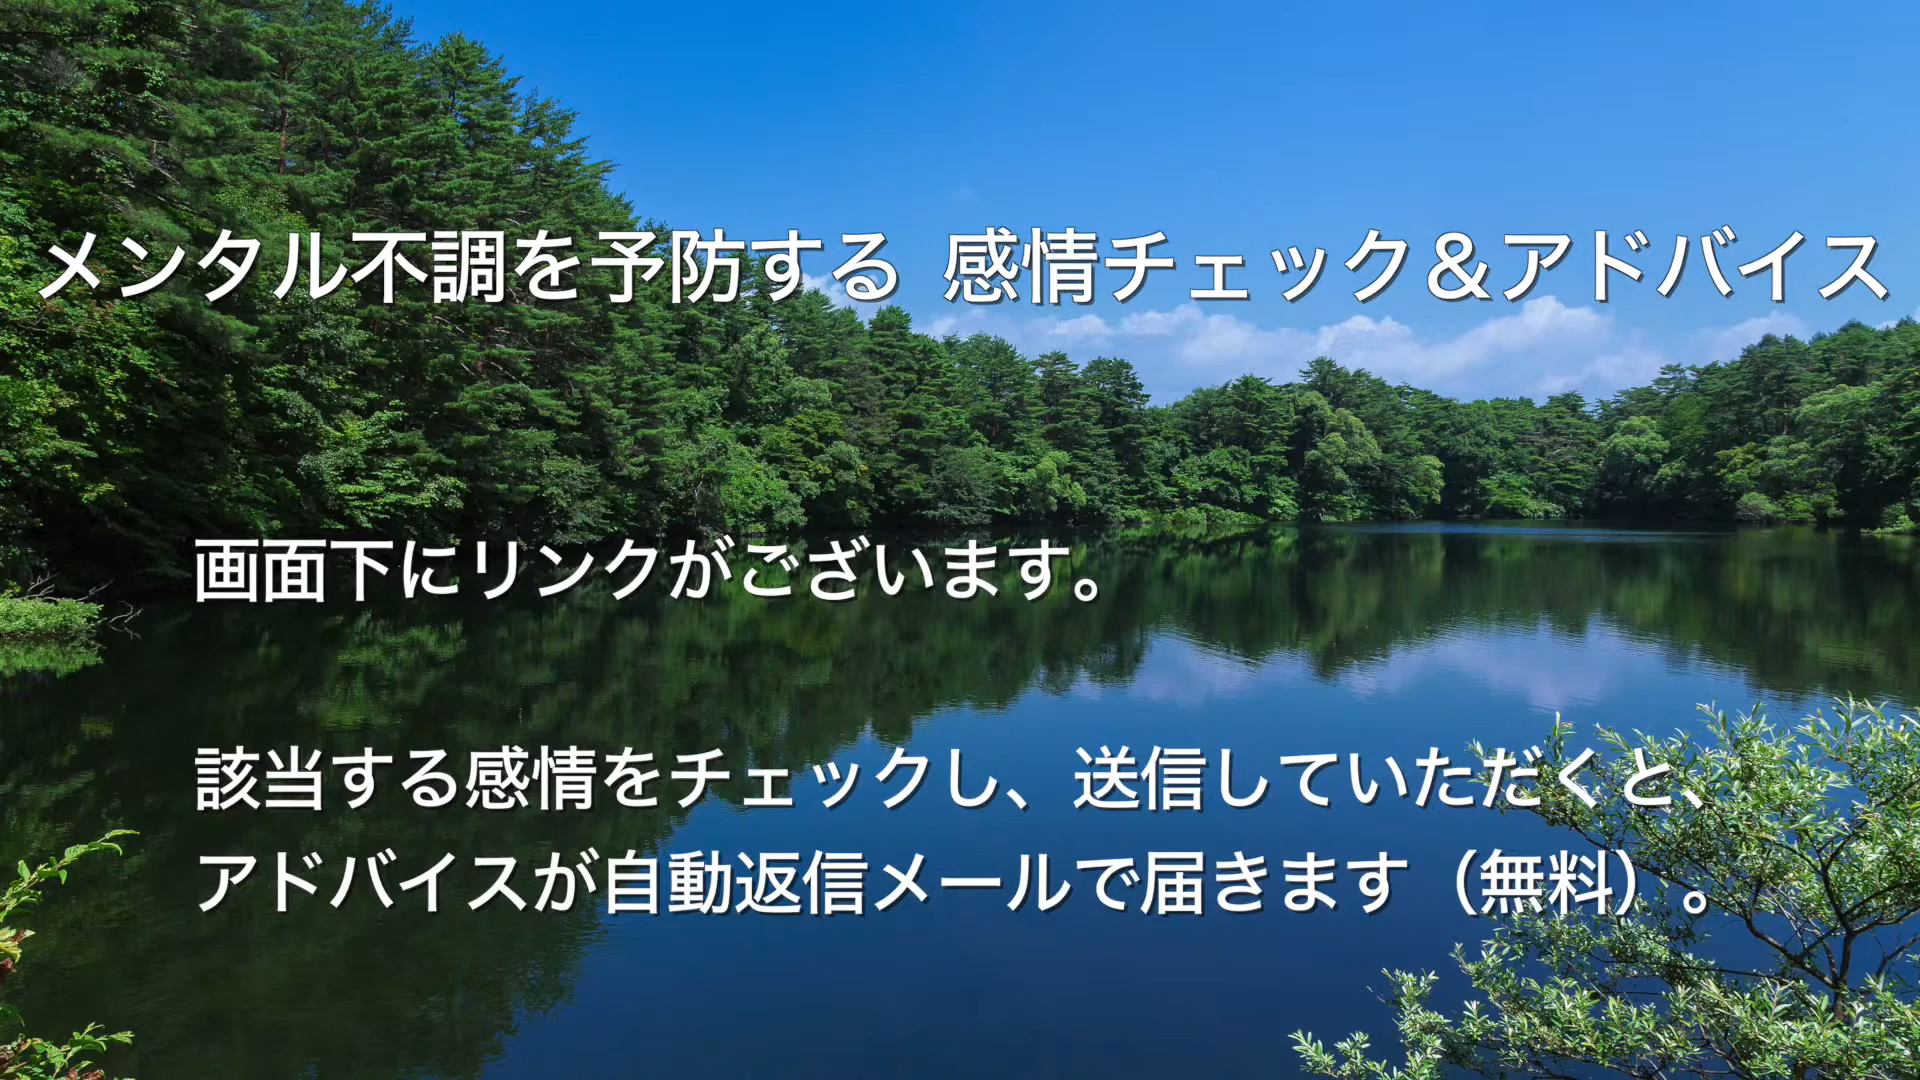 メンタル不調を予防する 感情チェック＆アドバイス
画面下にリンクがございます。
該当する感情をチェックし、送信していただくと、
アドバイスが自動返信メールで届きます（無料）。